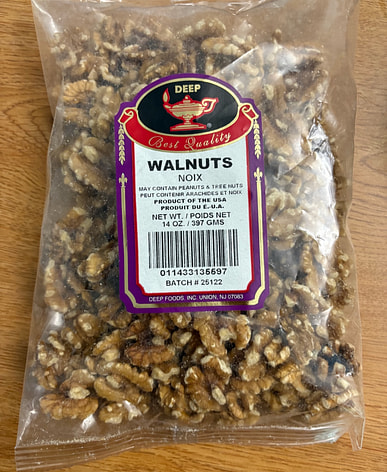 DEEP
Best Quality
WALNUTS
NOIX
MAY CONTAIN PEANUTS & TREE NUTS
PEUT CONTENIR ARACHIDES ET NOIX
PRODUCT OF THE USA
PRODUIT DU É.-U.A.
NET WT. / POIDS NET
14 OZ. / 397 GMS
011433135597
BATCH # 25122
DEEP FOODS, INC. UNION, NJ 07083